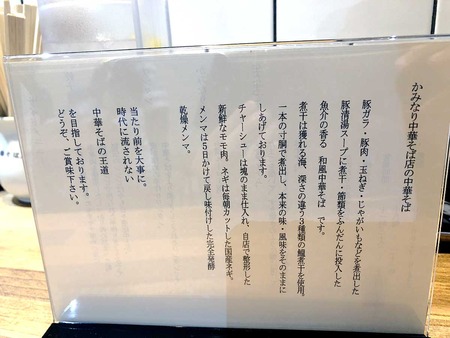 かみなり中華そば店の中華そば
豚ガラ・豚肉・玉ねぎ・じゃがいもなどを煮出した
豚清湯スープに煮干・節類をふんだんに投入した
魚介の香る　和風中華そば　です。
煮干は獲れる海、深さの違う３種類の鰮煮干を使用。
一本の寸胴で煮出し、本来の味・風味をそのままに
しあげております。
チャーシューは塊のまま仕入れ、自店で整形した
新鮮なモモ肉。ネギは毎朝カットした国産ネギ。
メンマは５日かけて戻し味付けした完全発酵
乾燥メンマ。
当たり前を大事に。
時代に流されない
中華そばの王道
を目指しております。
どうぞ、ご賞味下さい。